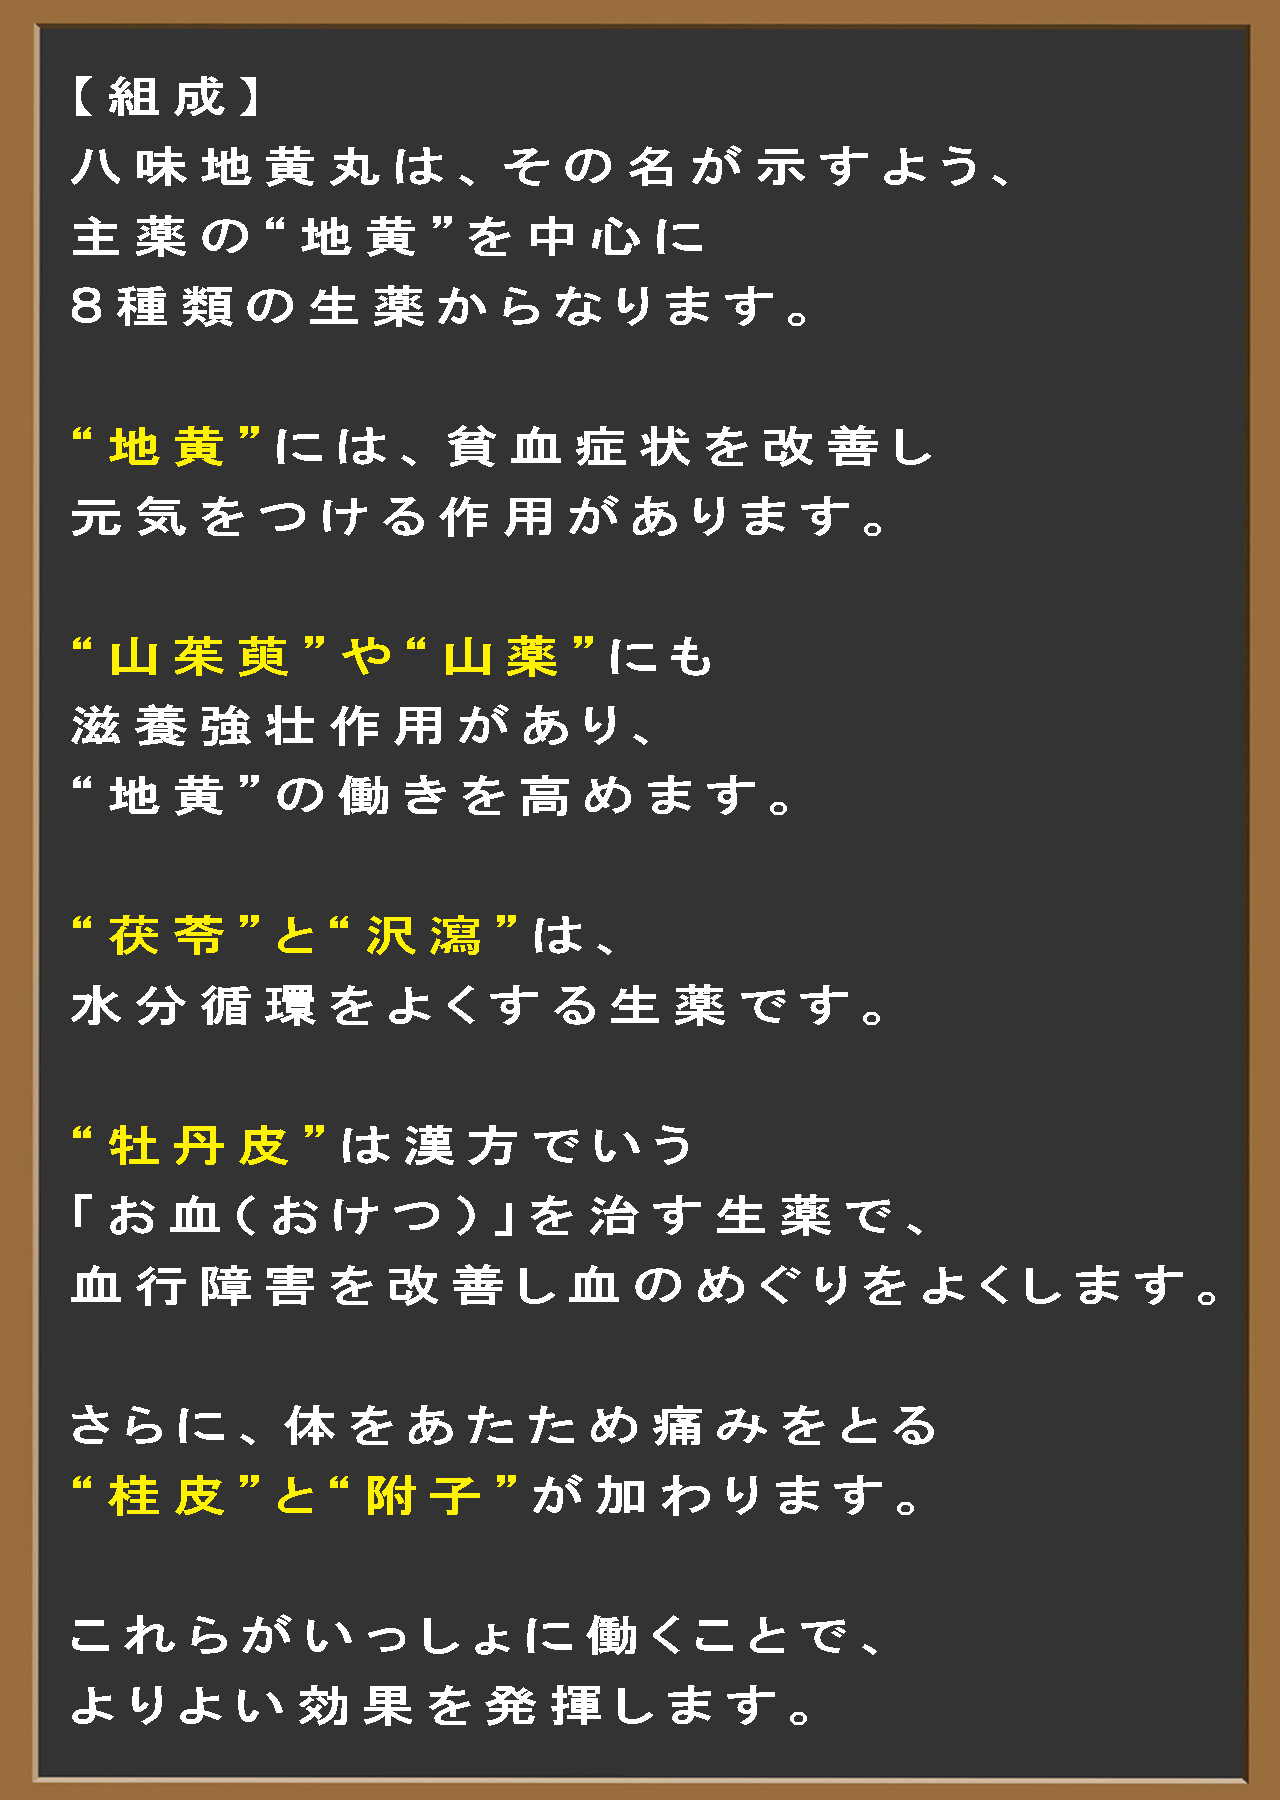 【組成】
八味地黄丸は、その名が示すよう、
主薬の“地黄”を中心に
８種類の生薬からなります。
“地黄”には、貧血症状を改善し
元気をつける作用があります。
“山茱萸”や“山薬”にも
滋養強壮作用があり、
“地黄”の働きを高めます。
“茯苓”と“沢瀉”は、
水分循環をよくする生薬です。
“牡丹皮”は漢方でいう
「お血（おけつ）」を治す生薬で、
血行障害を改善し血のめぐりをよくします。
さらに、体をあたため痛みをとる
“桂皮”と“附子”が加わります。
これらがいっしょに働くことで、
よりよい効果を発揮します。